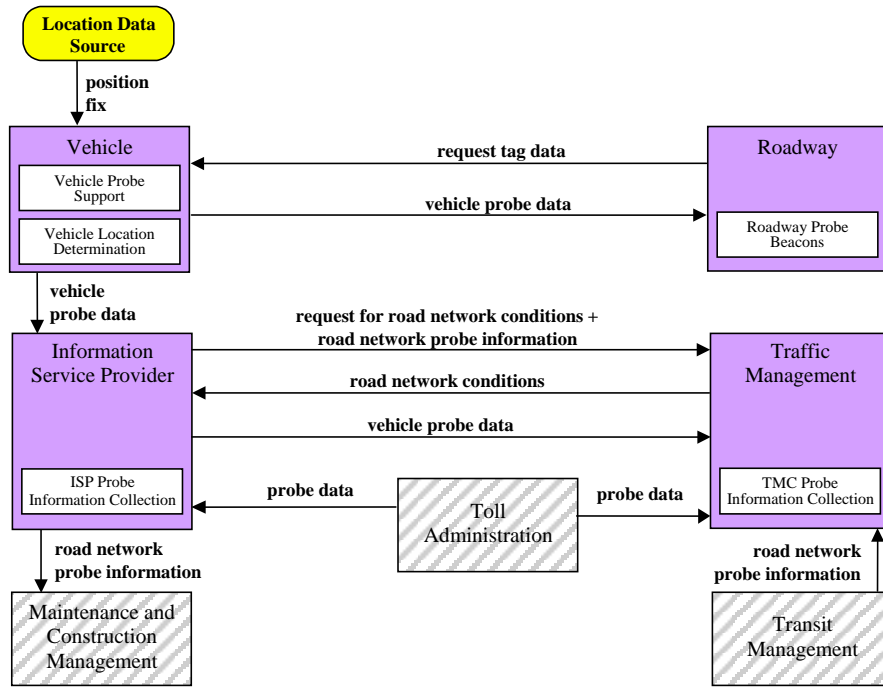 Location Data
Source
position
fix
Vehicle
Vehicle Probe
Support
Vehicle Location
Determination
request tag data
vehicle probe data
Roadway
Roadway Probe
Beacons
vehicle
probe data
request for road network conditions +
road network probe information
road network conditions
vehicle probe data
Information
Service Provider
ISP Probe
Information Collection
Traffic
Management
TMC Probe
Information Collection
probe data
probe data
Toll
Administration
road network
probe information
road network
probe information
Maintenance and
Construction
Management
Transit
Management